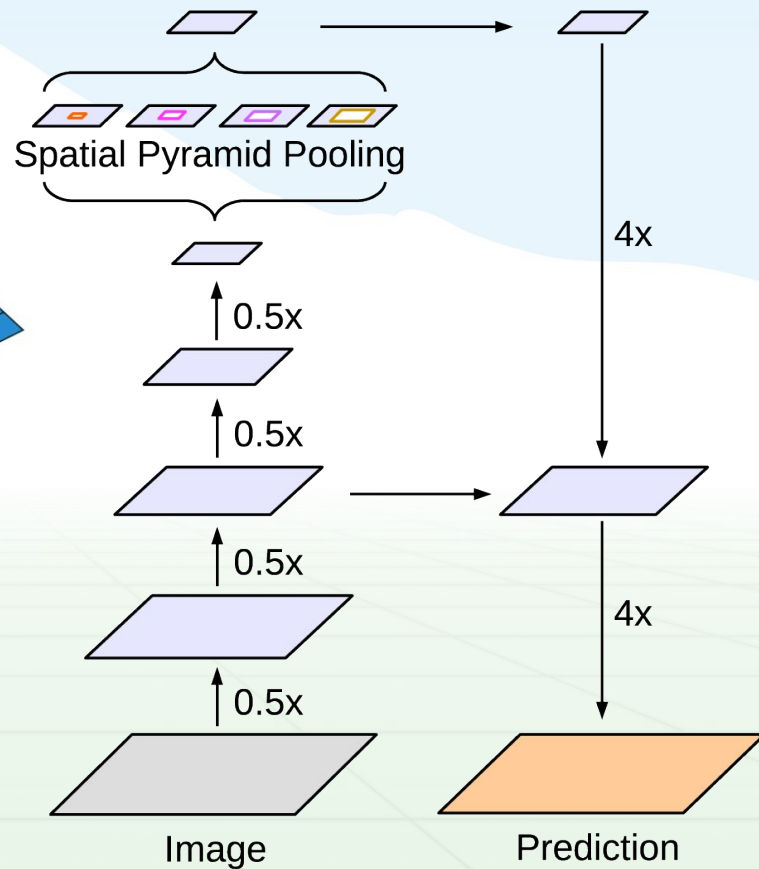 Spatial Pyramid Pooling
4x
0.5x
0.5x
0.5x
4x
0.5x
Image
Prediction